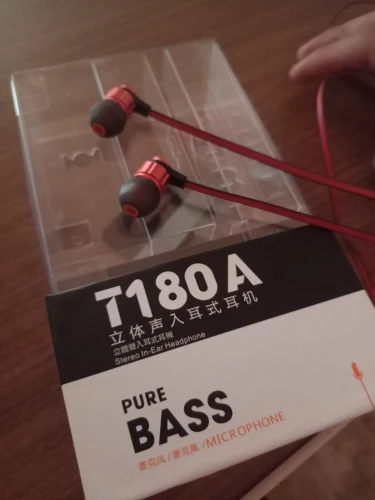 T180A
立体声入耳式耳机
立體聲入耳式耳機
Stereo In-Ear Headphone
PURE
BASS
麦克风/麥克風/MICROPHONE